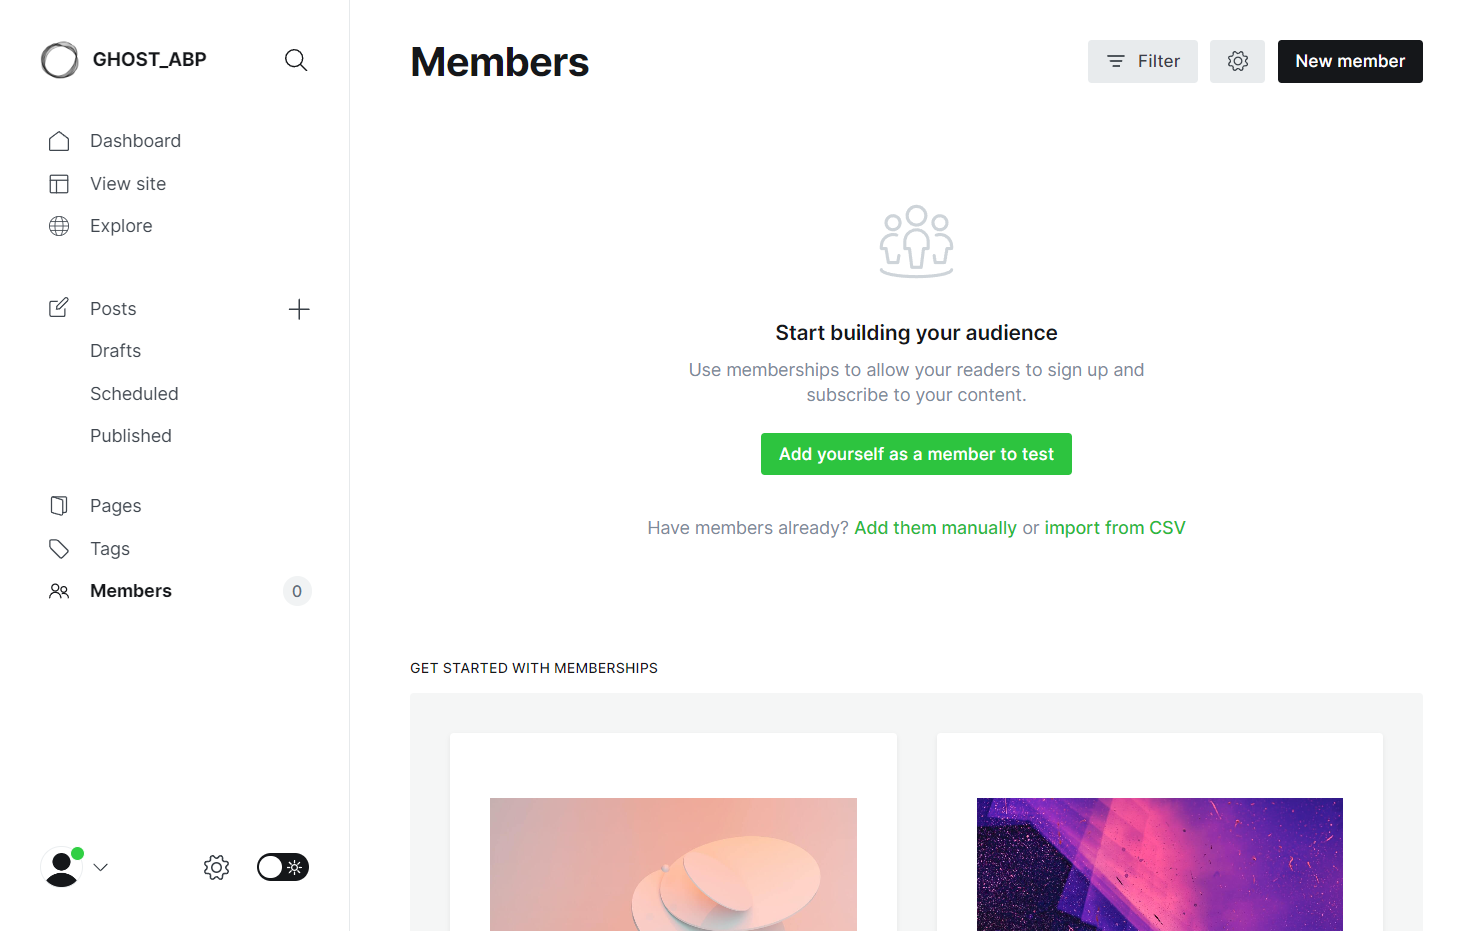 GHOST_ABP
Dashboard
View site
Explore
Posts
Drafts
Scheduled
Published
Pages
Tags
Members
0
Members
Filter
New member
Start building your audience
Use memberships to allow your readers to sign up and
subscribe to your content.
Add yourself as a member to test
Have members already? Add them manually or import from CSV
GET STARTED WITH MEMBERSHIPS